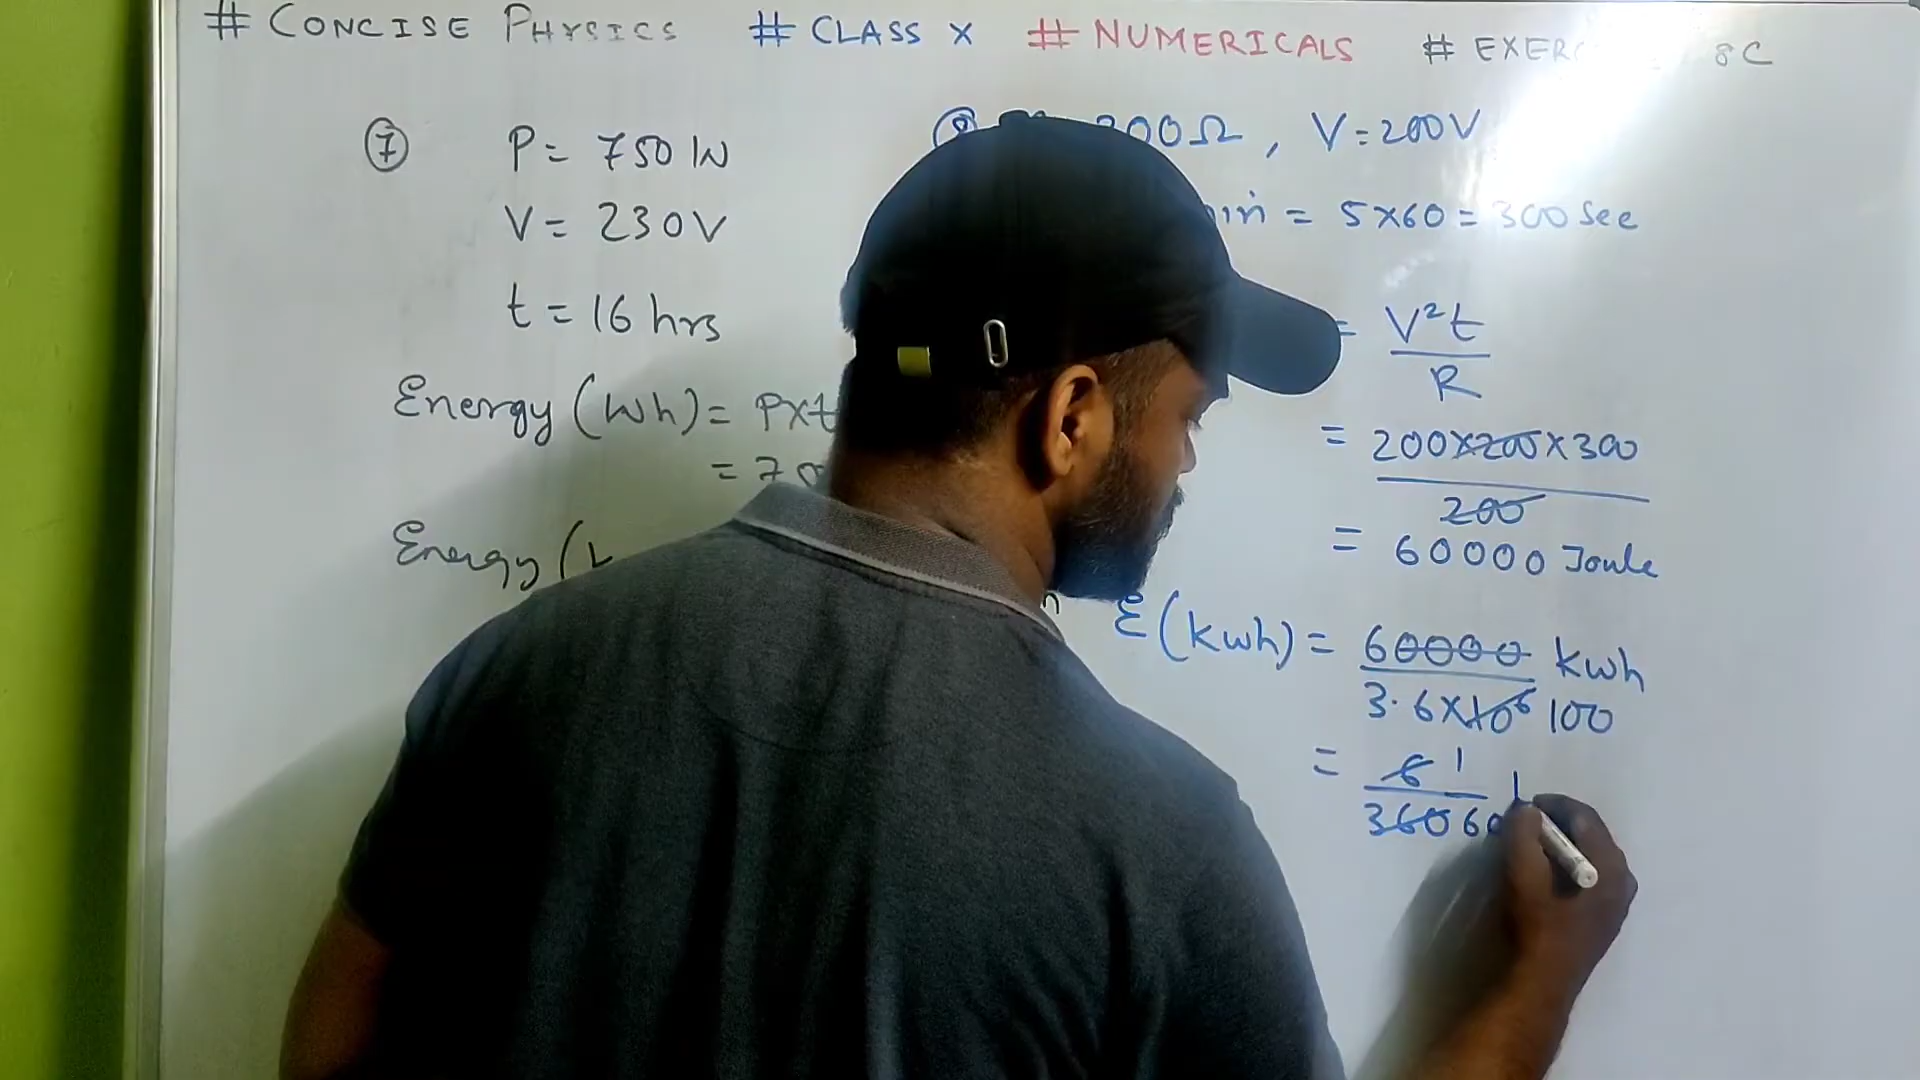 # CONCISE PHYSICS # CLASS X # NUMERICALS # EXERC 8C
⑦ P = 750 W
V = 230V
t = 16 hrs
Energy (Wh) = P×t
= 75
Energy (
200Ω, V = 200V
min = 5×60 = 300 Sec
= V²t
R
= 200×200×300
200
= 60000 Joule
E (kwh) = 60000 kwh
3.6×10⁶ 100
= 6 1
360 60